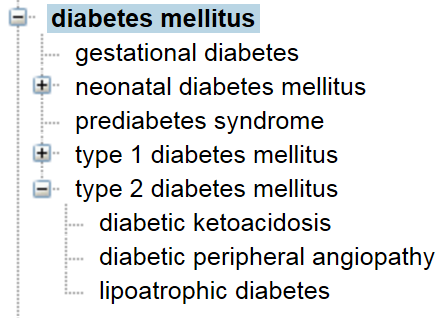 diabetes mellitus
gestational diabetes
neonatal diabetes mellitus
prediabetes syndrome
type 1 diabetes mellitus
type 2 diabetes mellitus
diabetic ketoacidosis
diabetic peripheral angiopathy
lipoatrophic diabetes